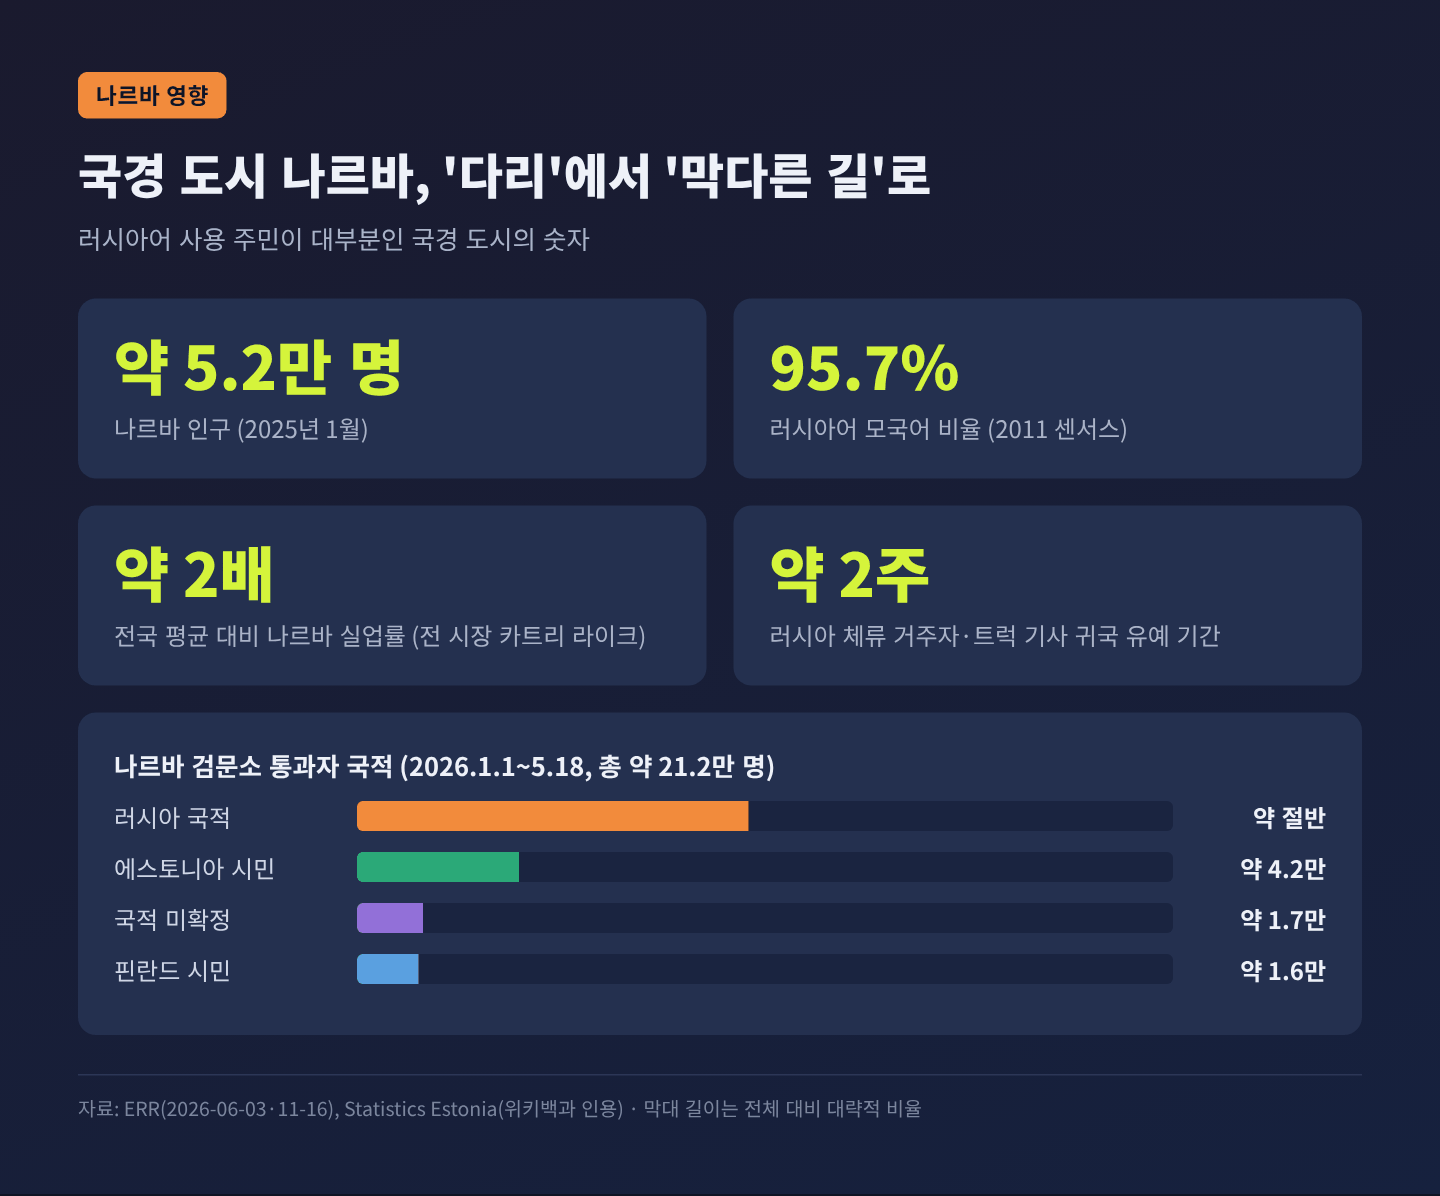 나르바 영향
국경 도시 나르바, '다리'에서 '막다른 길'로
러시아어 사용 주민이 대부분인 국경 도시의 숫자
약 5.2만 명
나르바 인구 (2025년 1월)
95.7%
러시아어 모국어 비율 (2011 센서스)
약 2배
전국 평균 대비 나르바 실업률 (전 시장 카트리 라이크)
약 2주
러시아 체류 거주자·트럭 기사 귀국 유예 기간
나르바 검문소 통과자 국적 (2026.1.1~5.18, 총 약 21.2만 명)
러시아 국적 약 절반
에스토니아 시민 약 4.2만
국적 미확정 약 1.7만
핀란드 시민 약 1.6만
자료: ERR(2026-06-03·11-16), Statistics Estonia(위키백과 인용) · 막대 길이는 전체 대비 대략적 비율